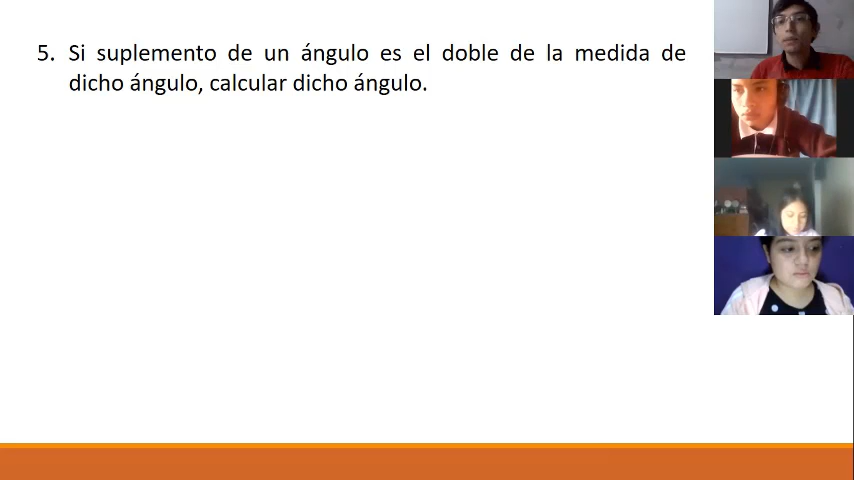 5. Si suplemento de un ángulo es el doble de la medida de
dicho ángulo, calcular dicho ángulo.